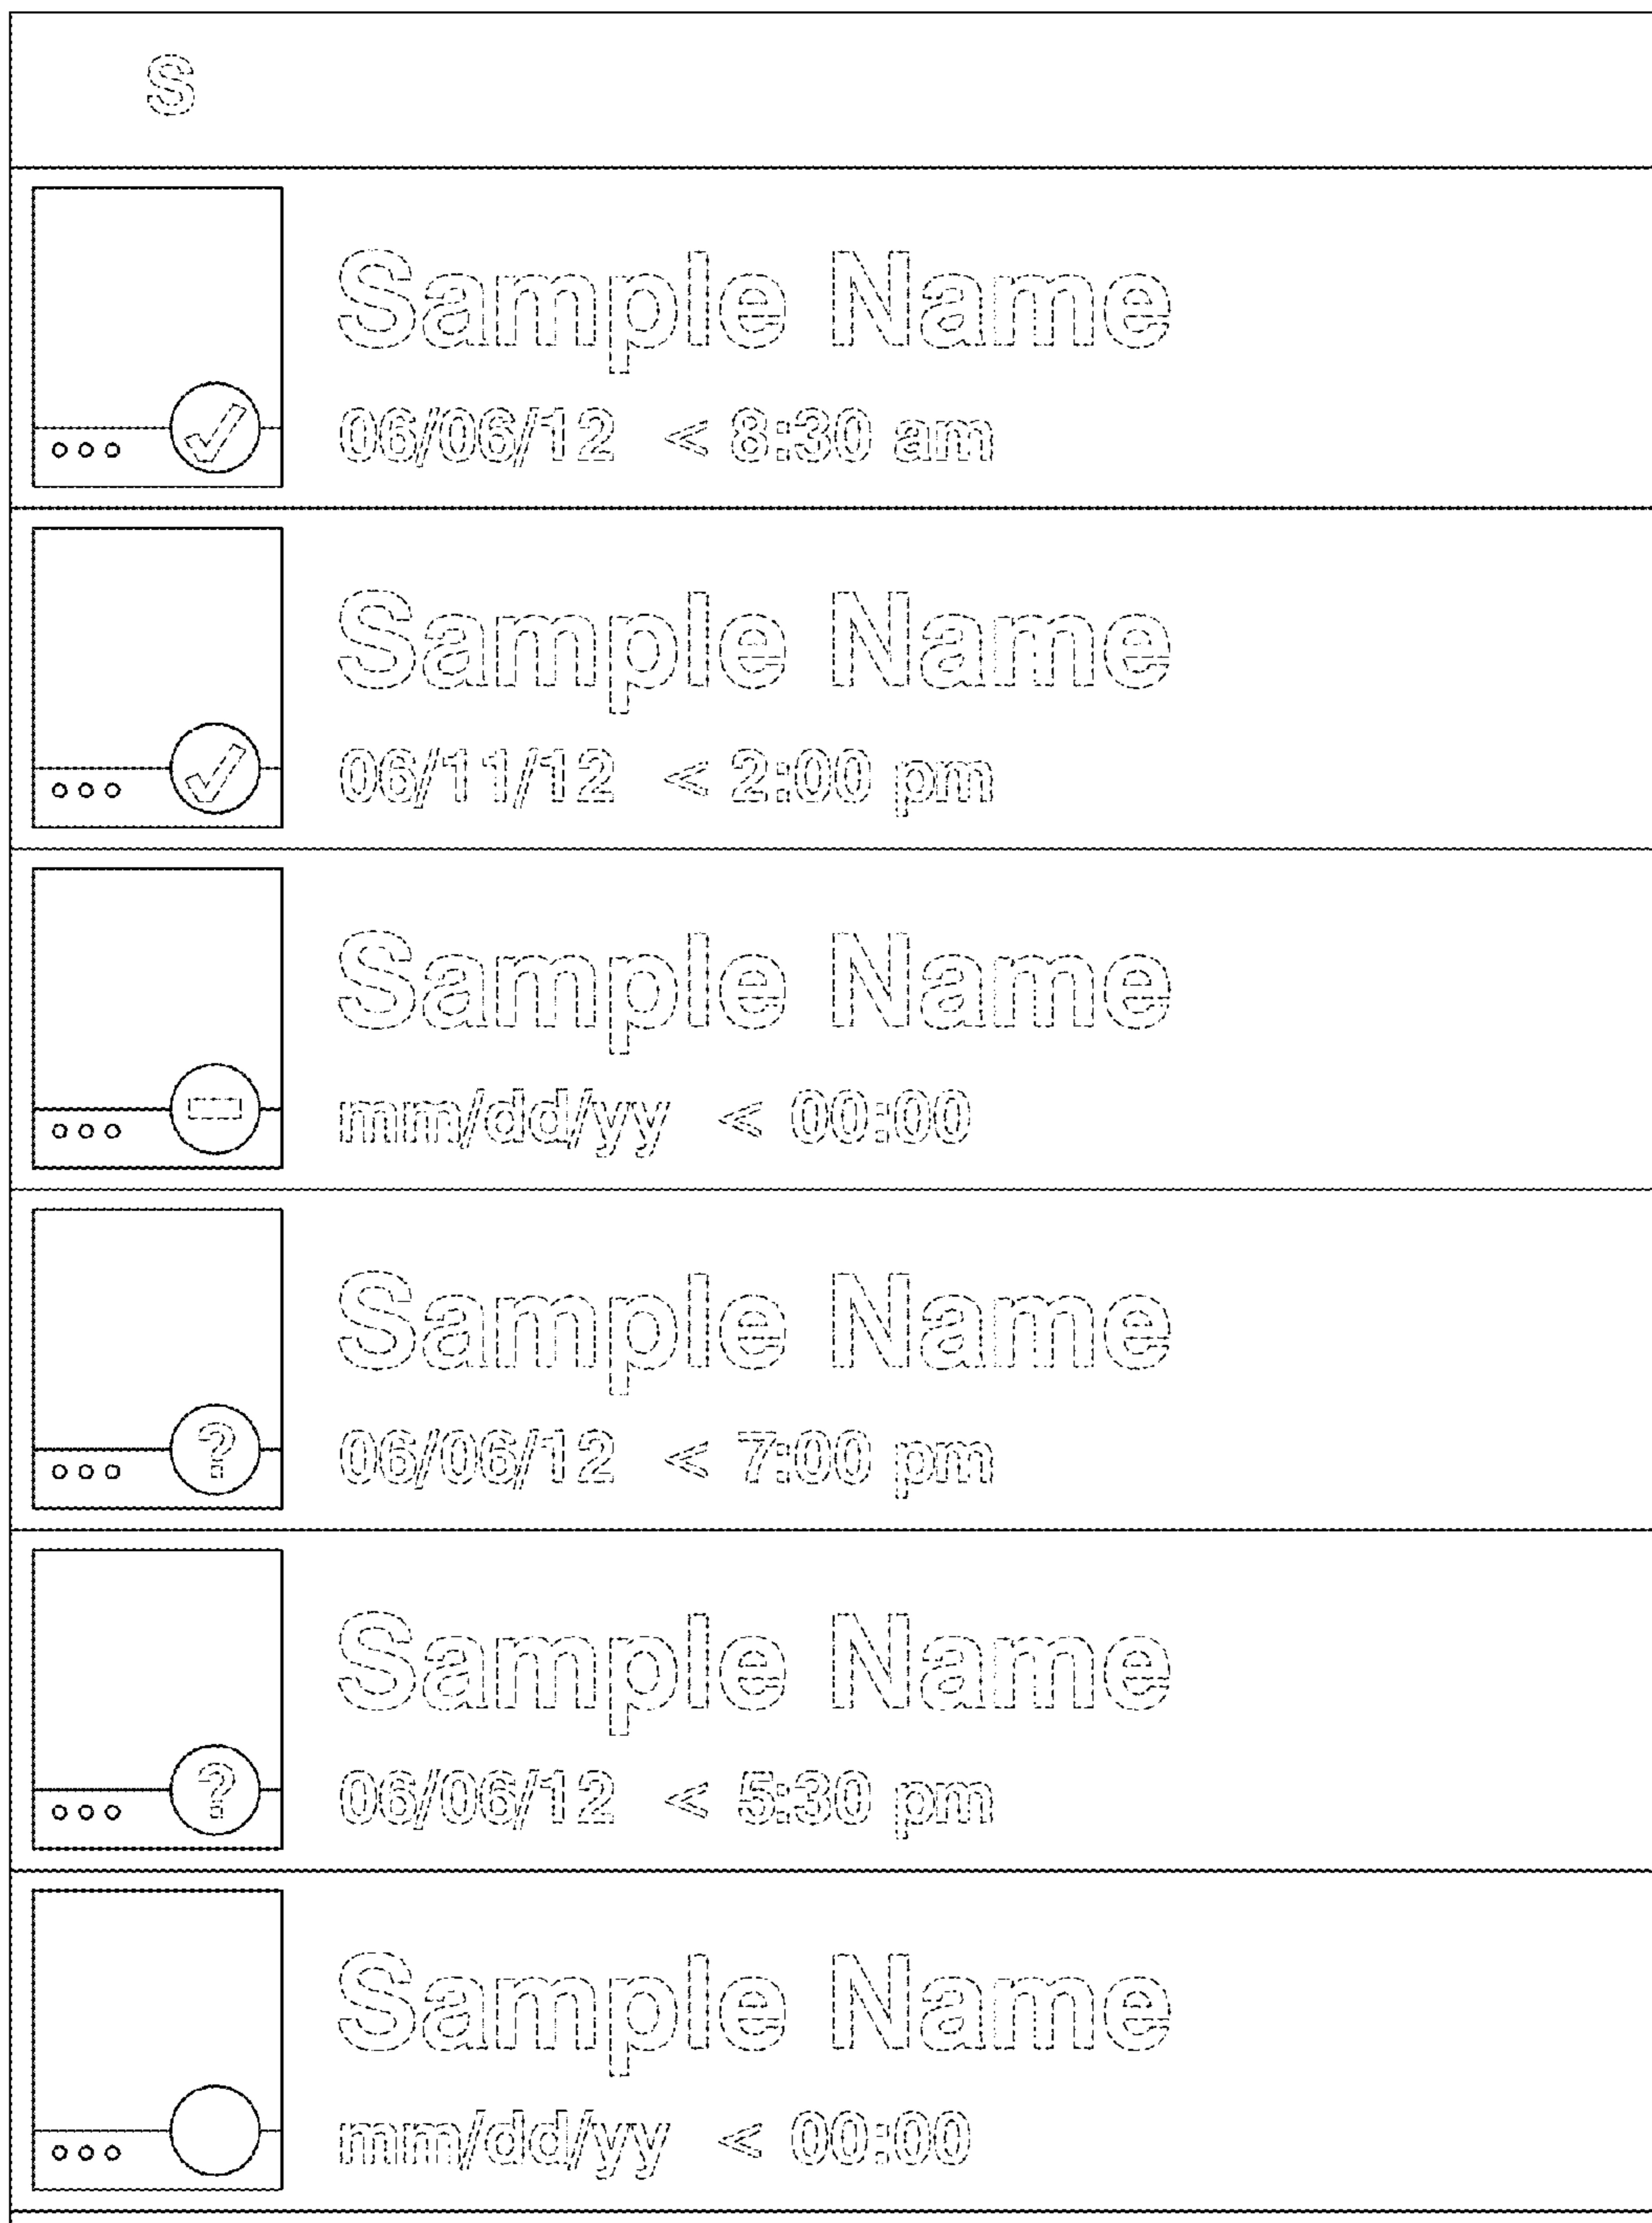 S
Sample Name
06/06/12 < 8:30 am
Sample Name
06/11/12 < 2:00 pm
Sample Name
mm/dd/yy < 00:00
?
Sample Name
06/06/12 < 7:00 pm
?
Sample Name
06/06/12 < 5:30 pm
Sample Name
mm/dd/yy < 00:00